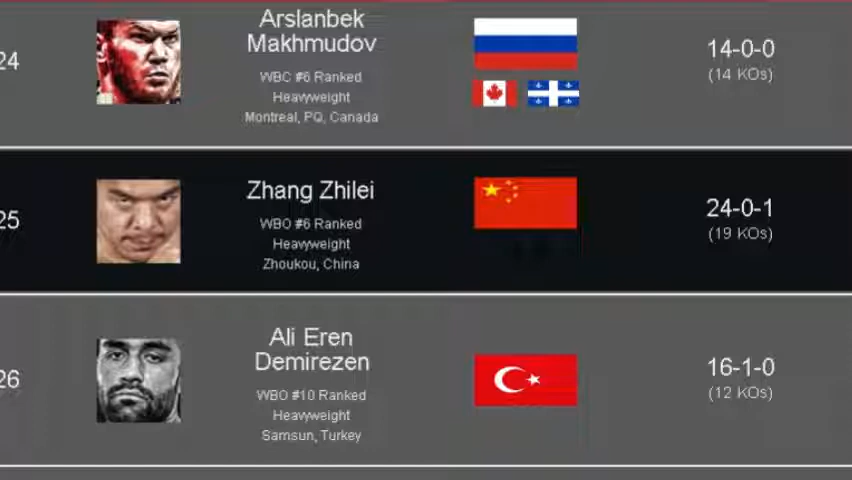 24
Arslanbek
Makhmudov
WBC #6 Ranked
Heavyweight
Montreal, PQ, Canada
14-0-0
(14 KOs)
25
Zhang Zhilei
WBO #6 Ranked
Heavyweight
Zhoukou, China
24-0-1
(19 KOs)
26
Ali Eren
Demirezen
WBO #10 Ranked
Heavyweight
Samsun, Turkey
16-1-0
(12 KOs)